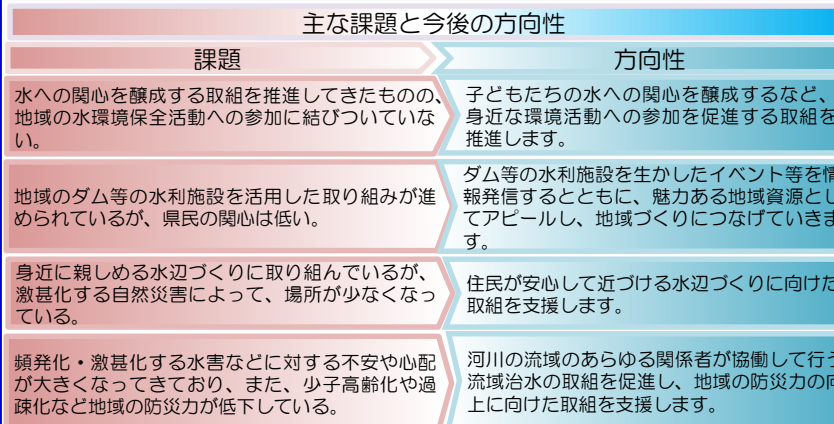 主な課題と今後の方向性
課題
方向性
水への関心を醸成する取組を推進してきたものの、
地域の水環境保全活動への参加に結びついていな
い。
子どもたちの水への関心を醸成するなど、
身近な環境活動への参加を促進する取組を
推進します。
地域のダム等の水利施設を活用した取り組みが進
められているが、県民の関心は低い。
ダム等の水利施設を生かしたイベント等を情
報発信するとともに、魅力ある地域資源とし
てアピールし、地域づくりにつなげていきま
す。
身近に親しめる水辺づくりに取り組んでいるが、
激甚化する自然災害によって、場所が少なくなっ
ている。
住民が安心して近づける水辺づくりに向けた
取組を支援します。
頻発化・激甚化する水害などに対する不安や心配
が大きくなってきており、また、少子高齢化や過
疎化など地域の防災力が低下している。
河川の流域のあらゆる関係者が協働して行う
流域治水の取組を促進し、地域の防災力の向
上に向けた取組を支援します。